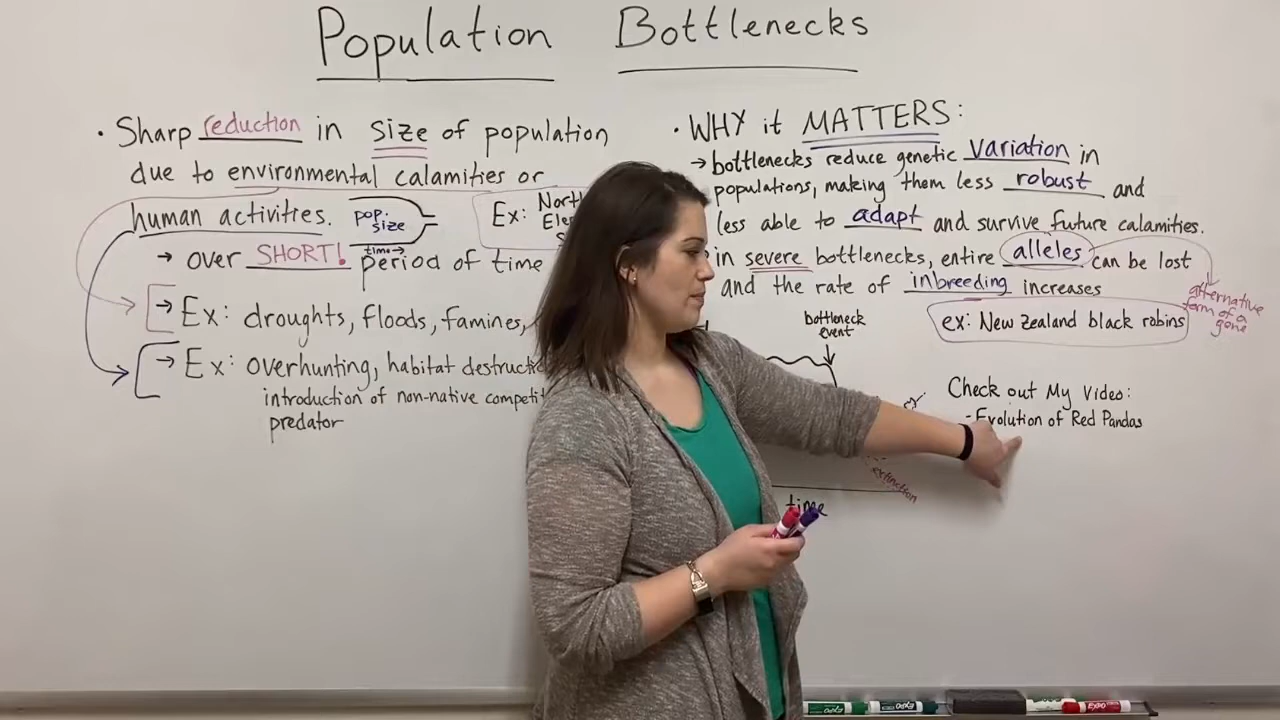 Population Bottlenecks
• Sharp reduction in size of population
due to environmental calamities or
human activities.
pop. size
time→
Ex: North
Ele
S
→ over SHORT! period of time
→ Ex: droughts, floods, famines,
→ Ex: overhunting, habitat destructi
introduction of non-native competit
predator
• WHY it MATTERS:
→ bottlenecks reduce genetic variation in
populations, making them less robust and
less able to adapt and survive future calamities.
in severe bottlenecks, entire alleles can be lost
and the rate of inbreeding increases
alternative
form of a
gene
ex: New Zealand black robins
bottleneck
event
extinction
time
Check out My Video:
- Evolution of Red Pandas
expo
expo
EXPO